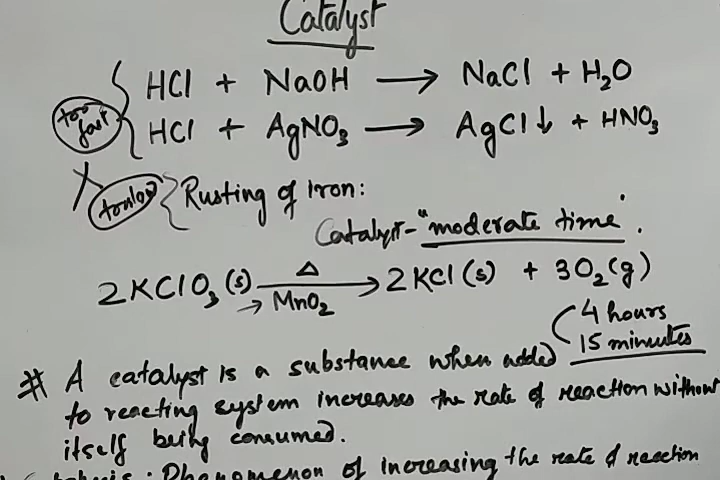 Catalyst
too fast { HCl + NaOH → NaCl + H₂O
HCl + AgNO₃ → AgCl↓ + HNO₃
too slow { Rusting of Iron:
Catalyst - "moderate time".
2KClO₃(s) —Δ→ MnO₂ 2KCl(s) + 3O₂(g)
4 hours
15 minutes
# A catalyst is a substance when added
to reacting system increases the rate of reaction without
itself being consumed.
Phenomenon of increasing the rate of reaction